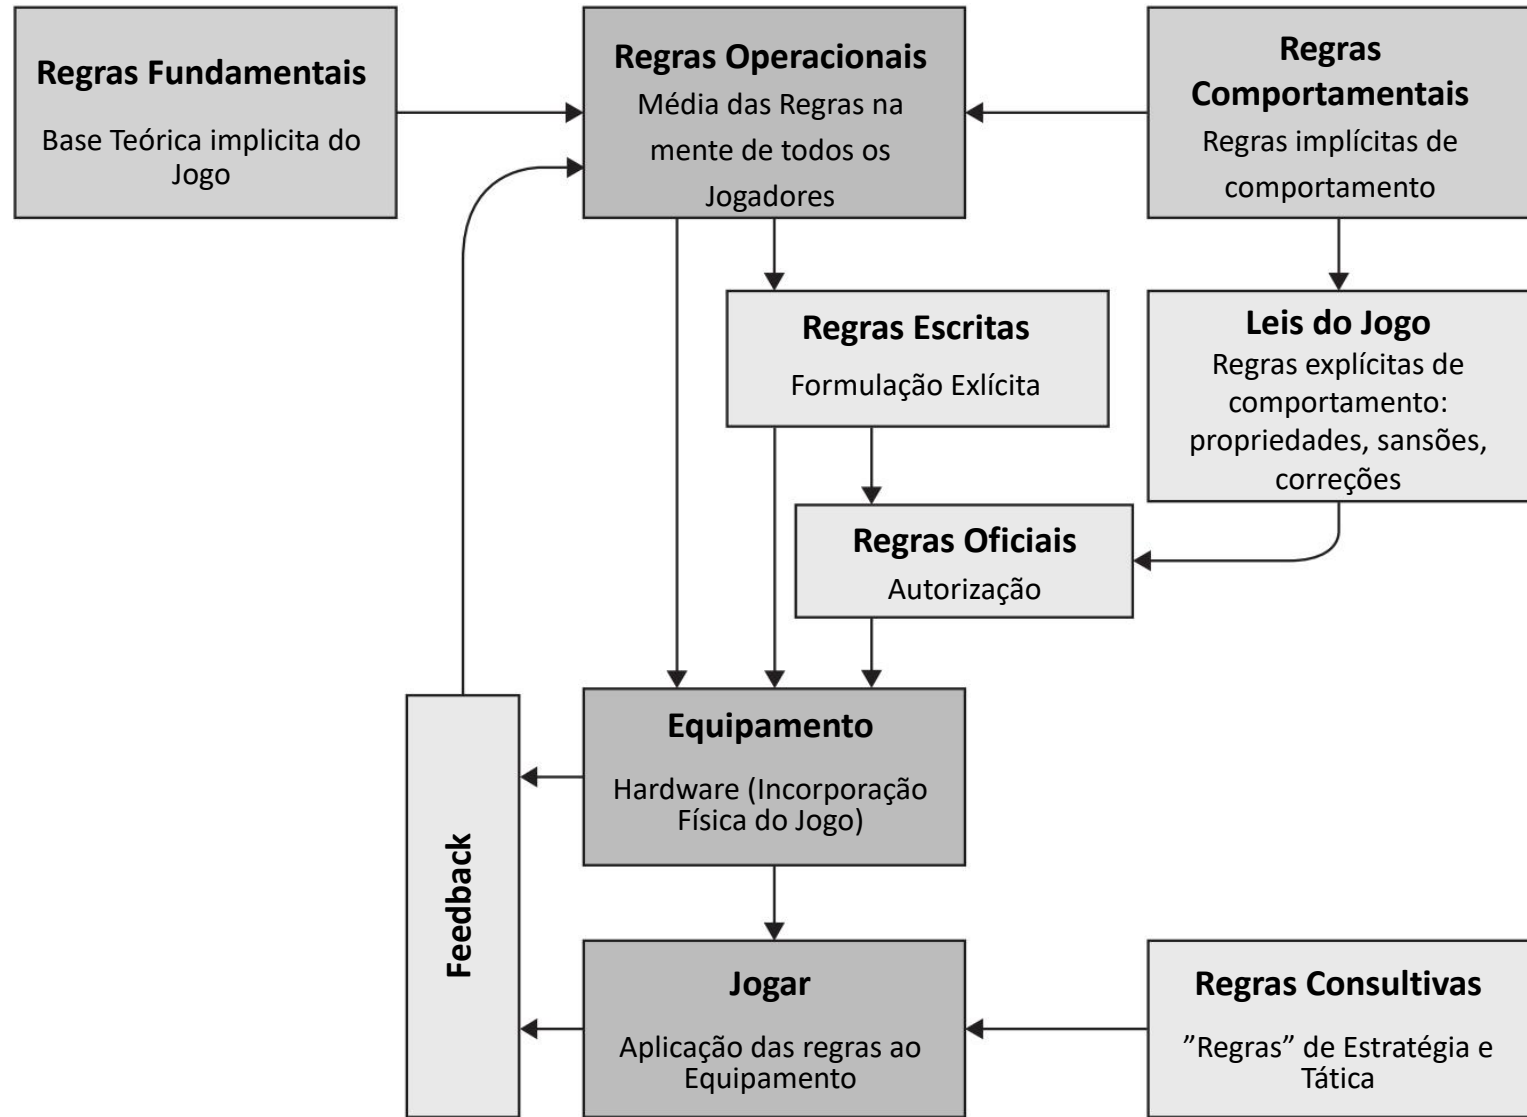 Regras Fundamentais
Base Teórica implicita do
Jogo
Regras Operacionais
Média das Regras na
mente de todos os
Jogadores
Regras
Comportamentais
Regras implícitas de
comportamento
Regras Escritas
Formulação Exlícita
Leis do Jogo
Regras explícitas de
comportamento:
propriedades, sansões,
correções
Regras Oficiais
Autorização
Equipamento
Hardware (Incorporação
Física do Jogo)
Feedback
Jogar
Aplicação das regras ao
Equipamento
Regras Consultivas
”Regras” de Estratégia e
Tática